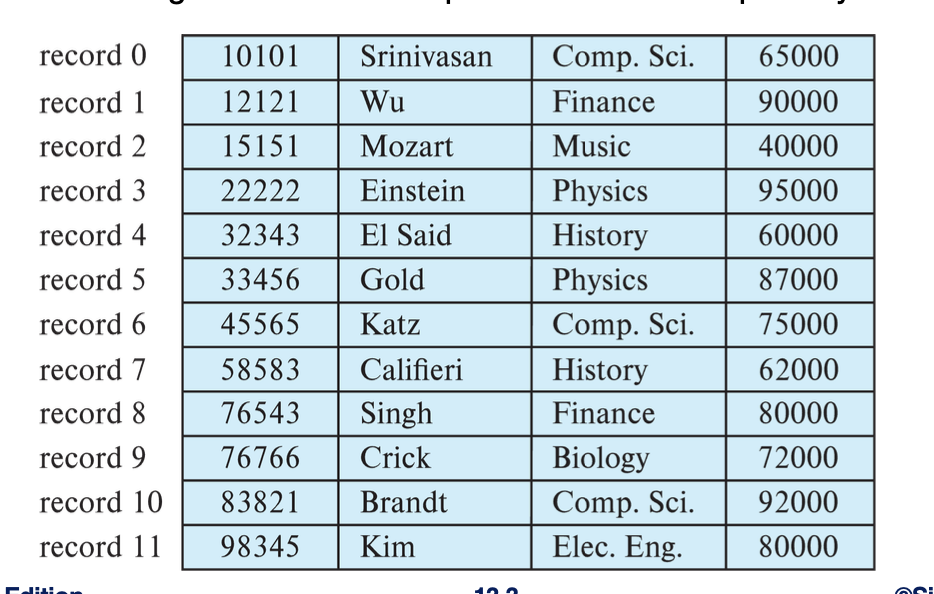 record 0 10101 Srinivasan Comp. Sci. 65000
record 1 12121 Wu Finance 90000
record 2 15151 Mozart Music 40000
record 3 22222 Einstein Physics 95000
record 4 32343 El Said History 60000
record 5 33456 Gold Physics 87000
record 6 45565 Katz Comp. Sci. 75000
record 7 58583 Califieri History 62000
record 8 76543 Singh Finance 80000
record 9 76766 Crick Biology 72000
record 10 83821 Brandt Comp. Sci. 92000
record 11 98345 Kim Elec. Eng. 80000
Edition ©Si